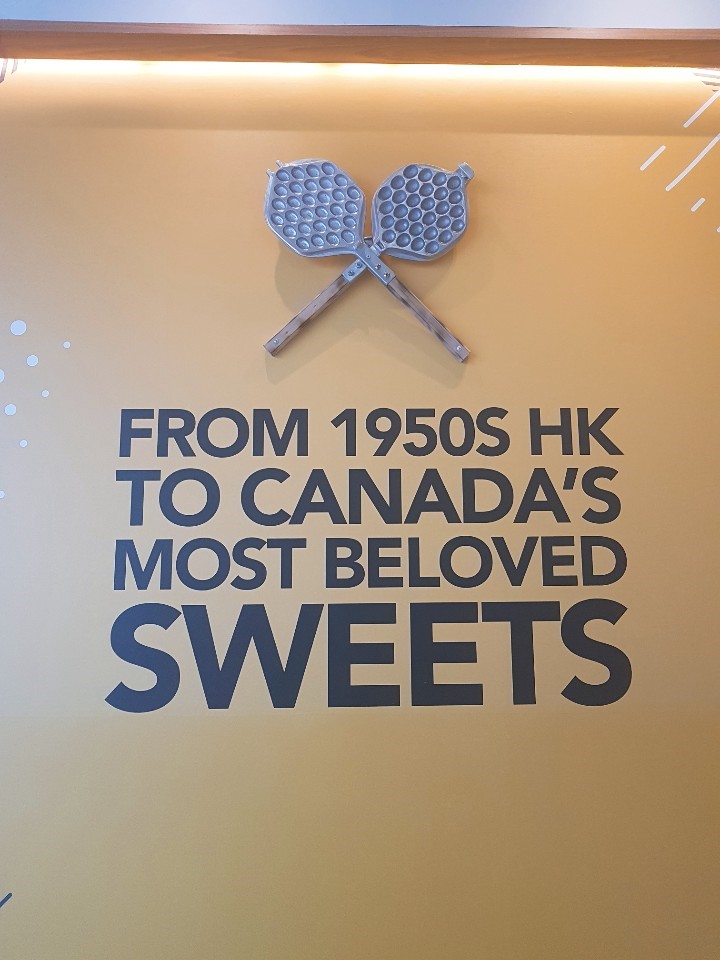 FROM 1950S HK
TO CANADA'S
MOST BELOVED
SWEETS